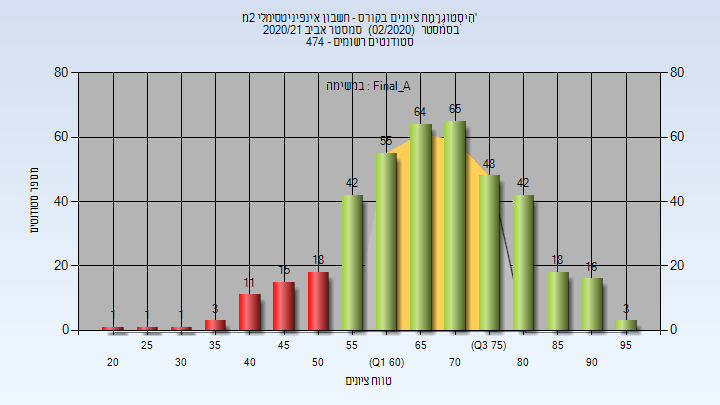 היסטוגרמת ציונים בקורס - חשבון אינפיניטסימלי 2מ'
בסמסטר (02/2020) סמסטר אביב 2020/21
סטודנטים רשומים - 474
במשימה : Final_A
80 80
60 60
40 40
20 20
0 0
1 1 1 3 11 15 18 42 55 64 65 48 42 18 16 3
25 35 45 55 65 (Q3 75) 85 95
20 30 40 50 (Q1 60) 70 80 90
מספר סטודנטים
טווח ציונים